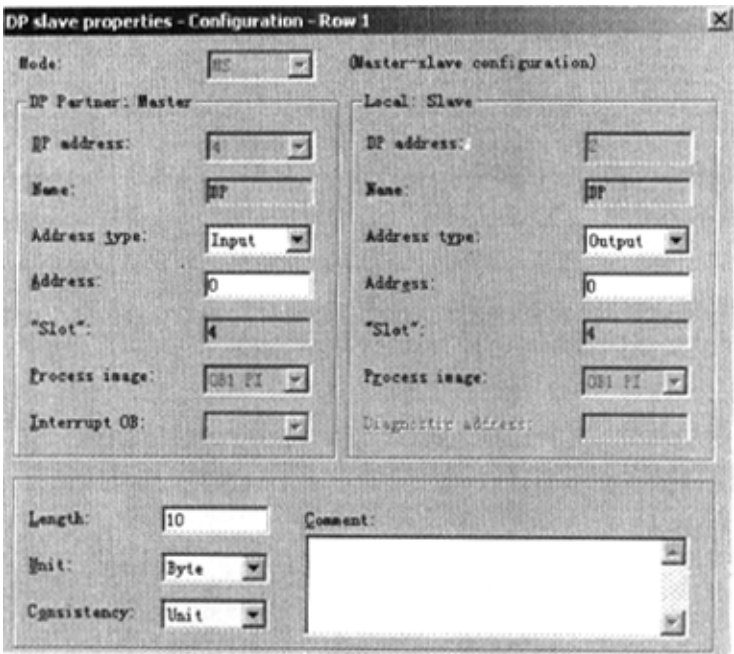 DP slave properties - Configuration - Row 1
Mode: MS (Master-slave configuration)
DP Partner: Master
DP address: 4
Name: DP
Address type: Input
Address: 0
"Slot": 4
Process image: OB1 PI
Interrupt OB:
Local: Slave
DP address: 2
Name: DP
Address type: Output
Address: 0
"Slot": 4
Process image: OB1 PI
Diagnostic address:
Length: 10
Unit: Byte
Consistency: Unit
Comment: